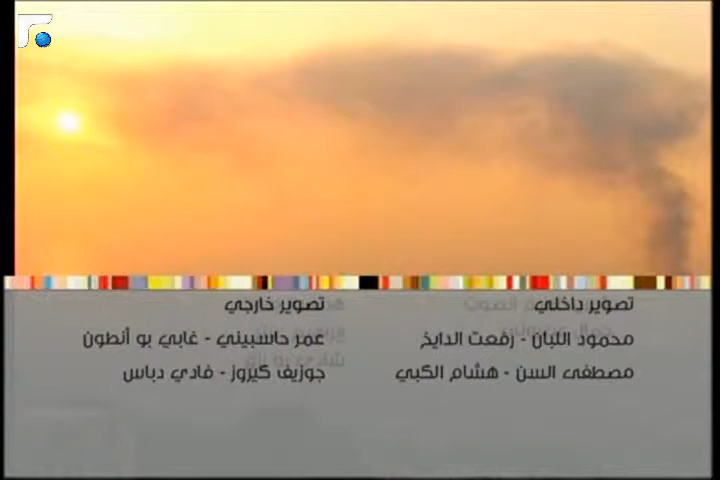 تصوير داخلي
محمود اللبان - رفعت الدايخ
مصطفى السن - هشام الكبي
تصوير خارجي
عمر حاسبيني - غابي بو أنطون
جوزيف كيروز - فادي دباس